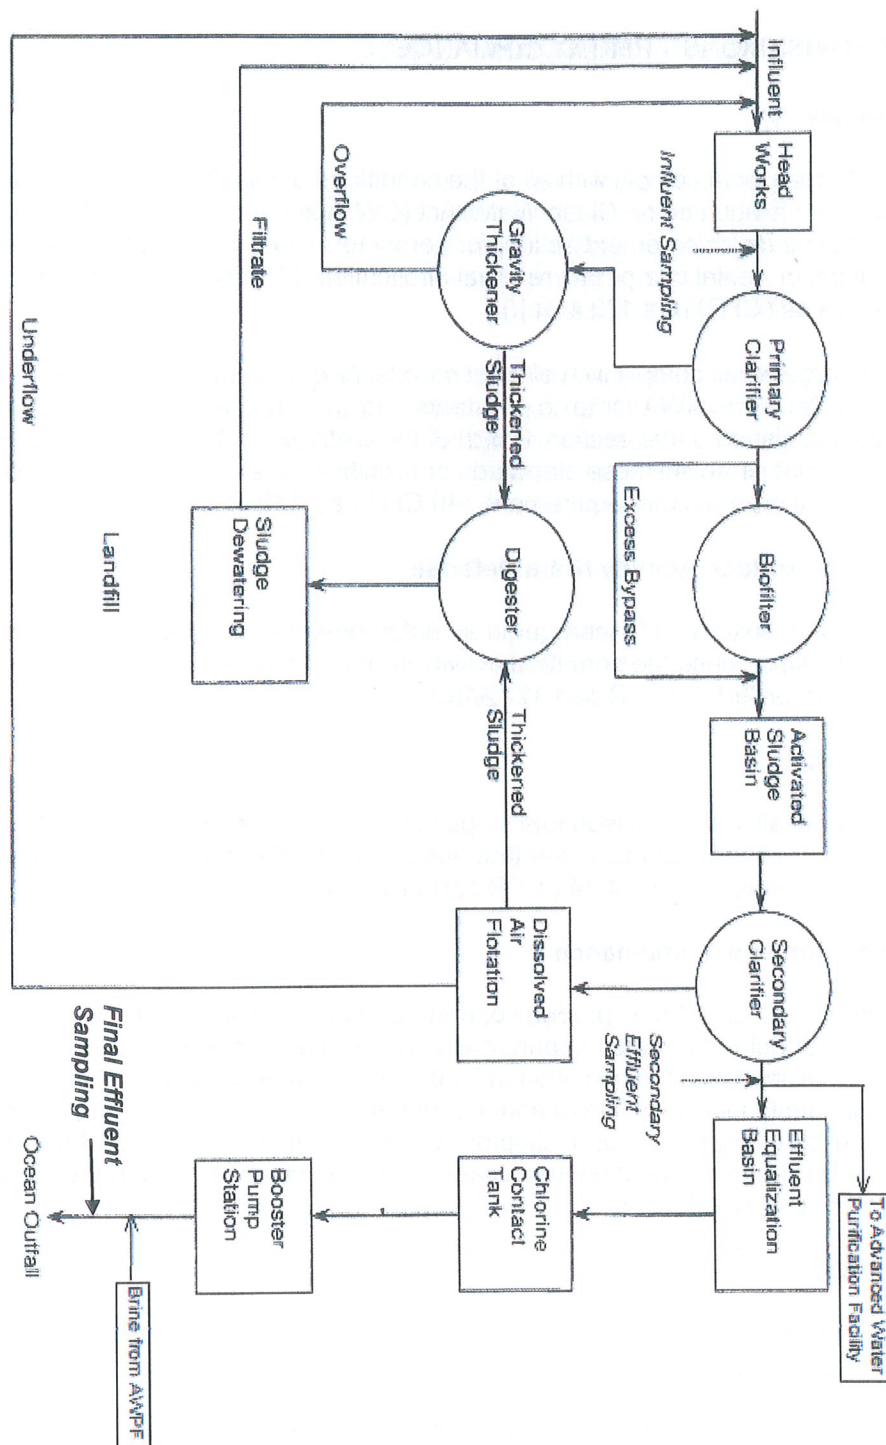 Influent
Head
Works
Influent Sampling
Primary
Clarifier
Biofilter
Excess Bypass
Activated
Sludge
Basin
Secondary
Clarifier
Secondary
Effluent
Sampling
Effluent
Equalization
Basin
To Advanced Water
Purification Facility
Overflow
Gravity
Thickener
Thickened
Sludge
Digester
Thickened
Sludge
Dissolved
Air
Flotation
Chlorine
Contact
Tank
Filtrate
Sludge
Dewatering
Landfill
Booster
Pump
Station
Underflow
Final Effluent
Sampling
Ocean Outfall
Brine from AWPF